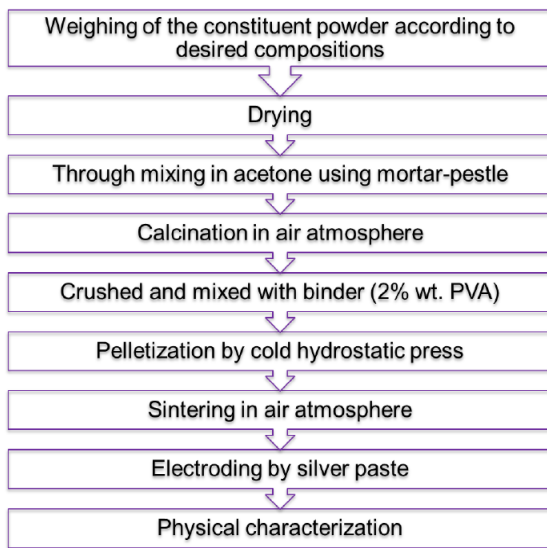 Weighing of the constituent powder according to
desired compositions
Drying
Through mixing in acetone using mortar-pestle
Calcination in air atmosphere
Crushed and mixed with binder (2% wt. PVA)
Pelletization by cold hydrostatic press
Sintering in air atmosphere
Electroding by silver paste
Physical characterization